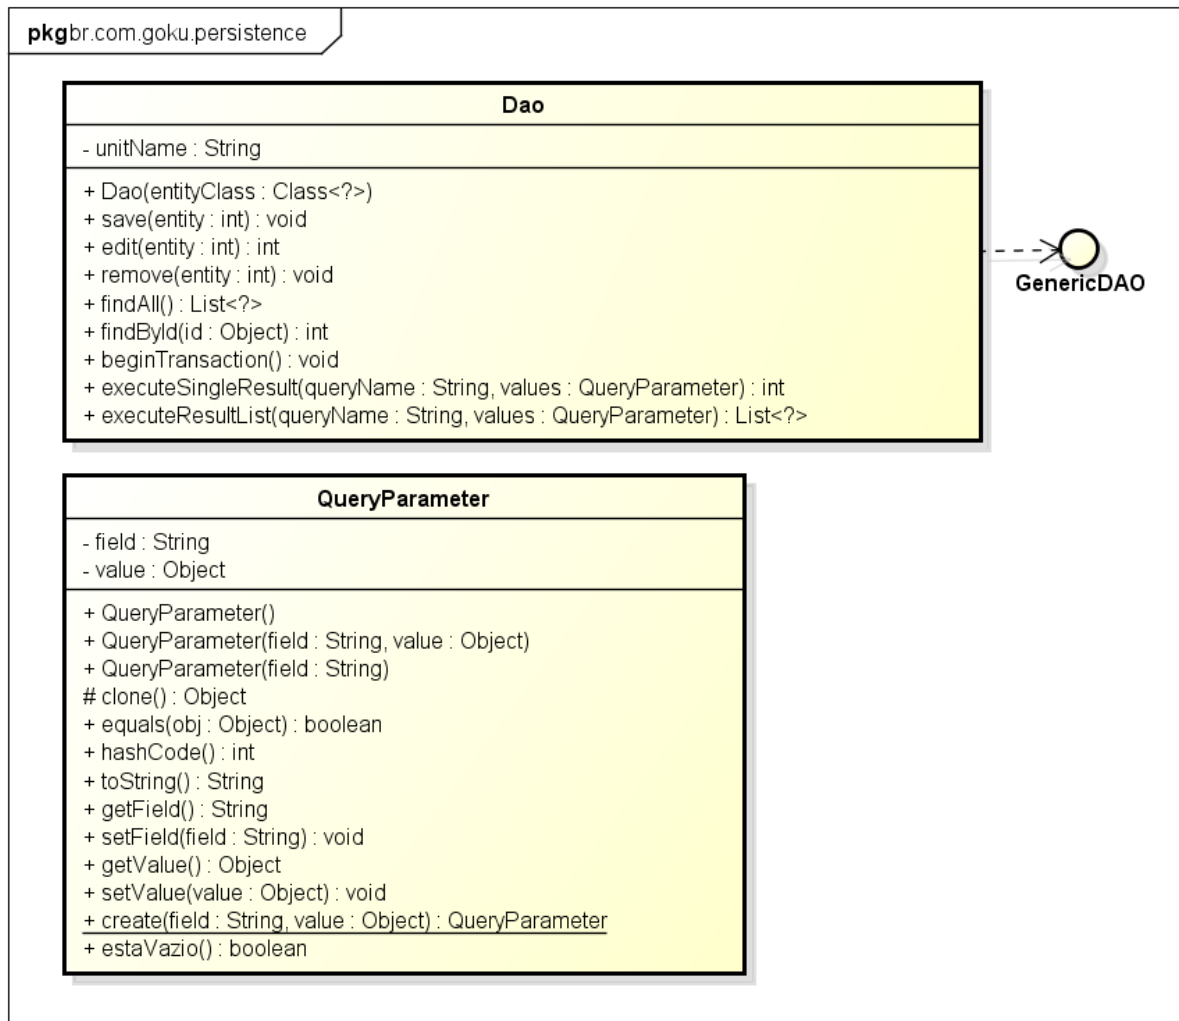 pkgbr.com.goku.persistence
Dao
- unitName : String
+ Dao(entityClass : Class<?>)
+ save(entity : int) : void
+ edit(entity : int) : int
+ remove(entity : int) : void
+ findAll() : List<?>
+ findById(id : Object) : int
+ beginTransaction() : void
+ executeSingleResult(queryName : String, values : QueryParameter) : int
+ executeResultList(queryName : String, values : QueryParameter) : List<?>
GenericDAO
QueryParameter
- field : String
- value : Object
+ QueryParameter()
+ QueryParameter(field : String, value : Object)
+ QueryParameter(field : String)
# clone() : Object
+ equals(obj : Object) : boolean
+ hashCode() : int
+ toString() : String
+ getField() : String
+ setField(field : String) : void
+ getValue() : Object
+ setValue(value : Object) : void
+ create(field : String, value : Object) : QueryParameter
+ estaVazio() : boolean